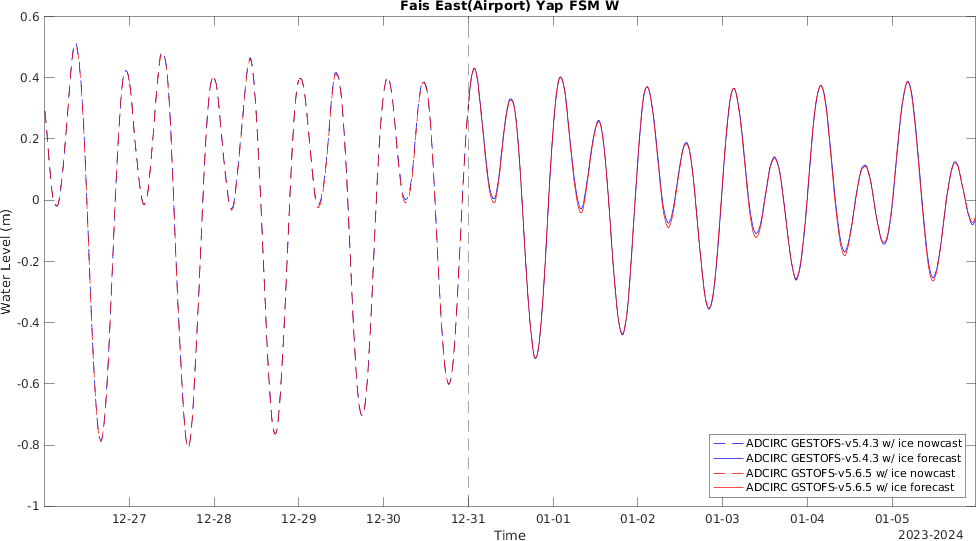 Fais East(Airport) Yap FSM W
0.6
0.4
0.2
0
-0.2
-0.4
-0.6
-0.8
-1
Water Level (m)
12-27 12-28 12-29 12-30 12-31 01-01 01-02 01-03 01-04 01-05
Time
2023-2024
ADCIRC GESTOFS-v5.4.3 w/ ice nowcast
ADCIRC GESTOFS-v5.4.3 w/ ice forecast
ADCIRC GSTOFS-v5.6.5 w/ ice nowcast
ADCIRC GSTOFS-v5.6.5 w/ ice forecast